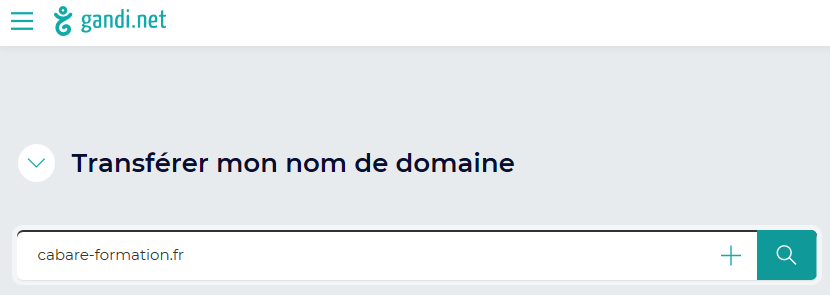 gandi.net
Transférer mon nom de domaine
cabare-formation.fr